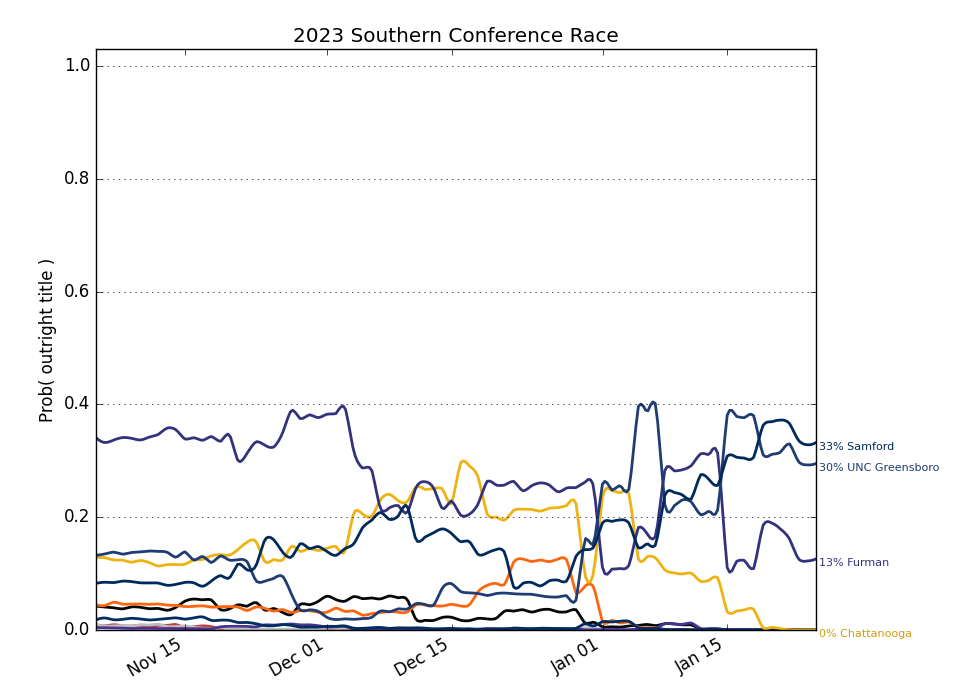 2023 Southern Conference Race
Prob( outright title )
1.0
0.8
0.6
0.4
0.2
0.0
Nov 15
Dec 01
Dec 15
Jan 01
Jan 15
33% Samford
30% UNC Greensboro
13% Furman
0% Chattanooga